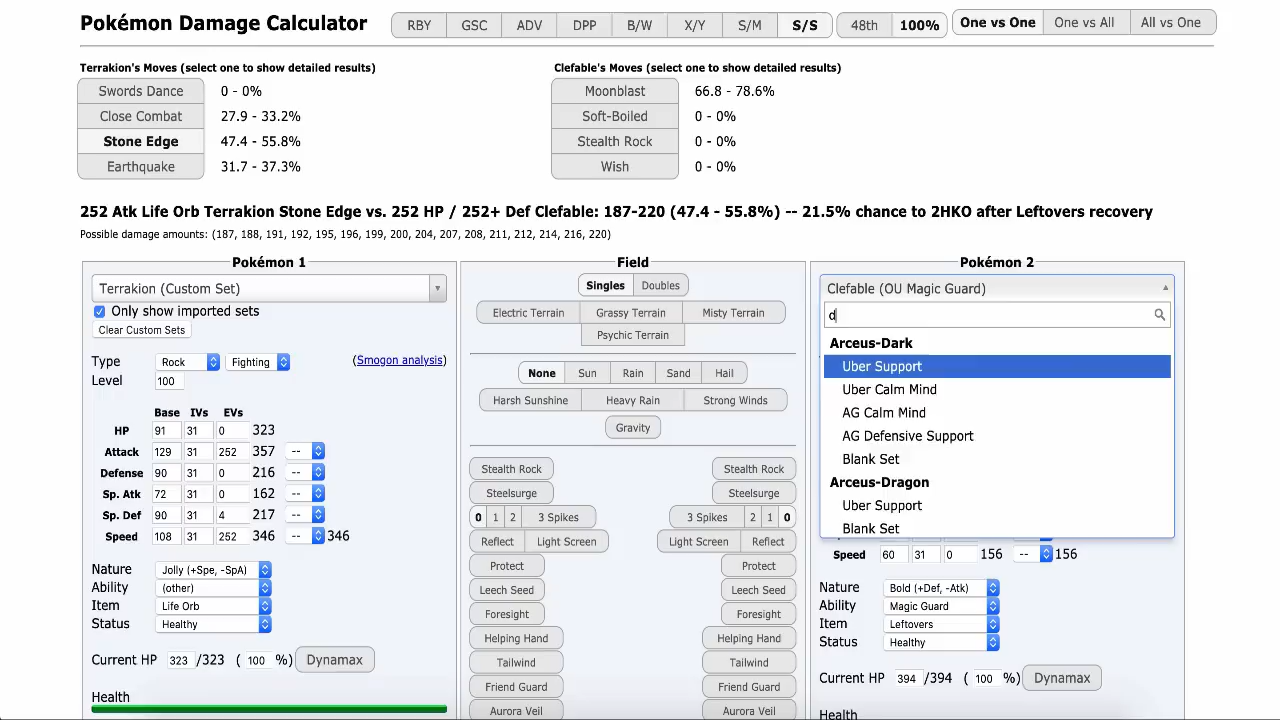 Pokémon Damage Calculator
RBY GSC ADV DPP B/W X/Y S/M S/S 48th 100% One vs One One vs All All vs One
Terrakion's Moves (select one to show detailed results)
Swords Dance 0 - 0%
Close Combat 27.9 - 33.2%
Stone Edge 47.4 - 55.8%
Earthquake 31.7 - 37.3%
Clefable's Moves (select one to show detailed results)
Moonblast 66.8 - 78.6%
Soft-Boiled 0 - 0%
Stealth Rock 0 - 0%
Wish 0 - 0%
252 Atk Life Orb Terrakion Stone Edge vs. 252 HP / 252+ Def Clefable: 187-220 (47.4 - 55.8%) -- 21.5% chance to 2HKO after Leftovers recovery
Possible damage amounts: (187, 188, 191, 192, 195, 196, 199, 200, 204, 207, 208, 211, 212, 214, 216, 220)
Pokémon 1
Terrakion (Custom Set)
Only show imported sets
Clear Custom Sets
Type Rock Fighting (Smogon analysis)
Level 100
Base IVs EVs
HP 91 31 0 323
Attack 129 31 252 357 --
Defense 90 31 0 216 --
Sp. Atk 72 31 0 162 --
Sp. Def 90 31 4 217 --
Speed 108 31 252 346 -- 346
Nature Jolly (+Spe, -SpA)
Ability (other)
Item Life Orb
Status Healthy
Current HP 323 /323 ( 100 %) Dynamax
Health
Field
Singles Doubles
Electric Terrain Grassy Terrain Misty Terrain
Psychic Terrain
None Sun Rain Sand Hail
Harsh Sunshine Heavy Rain Strong Winds
Gravity
Stealth Rock Stealth Rock
Steelsurge Steelsurge
0 1 2 3 Spikes 3 Spikes 2 1 0
Reflect Light Screen Light Screen Reflect
Protect Protect
Leech Seed Leech Seed
Foresight Foresight
Helping Hand Helping Hand
Tailwind Tailwind
Friend Guard Friend Guard
Aurora Veil Aurora Veil
Pokémon 2
Clefable (OU Magic Guard)
d
Arceus-Dark
Uber Support
Uber Calm Mind
AG Calm Mind
AG Defensive Support
Blank Set
Arceus-Dragon
Uber Support
Blank Set
Speed 60 31 0 156 -- 156
Nature Bold (+Def, -Atk)
Ability Magic Guard
Item Leftovers
Status Healthy
Current HP 394 /394 ( 100 %) Dynamax
Health